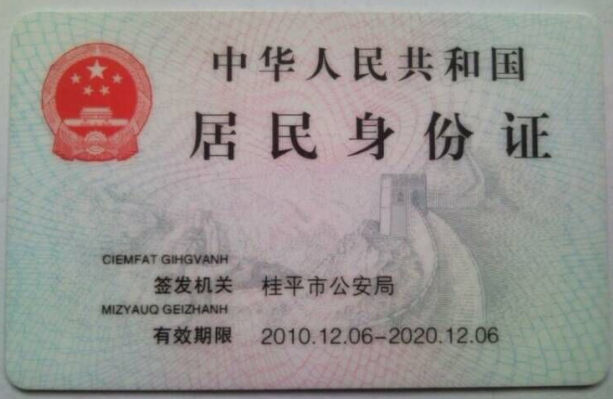 中华人民共和国
居民身份证
CIEMFAT GIHGVANH
签发机关 桂平市公安局
MIZYAUQ GEIZHANH
有效期限 2010.12.06-2020.12.06